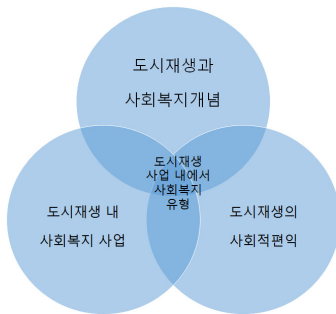 도시재생과
사회복지개념
도시재생
사업 내에서
사회복지
유형
도시재생 내
사회복지 사업
도시재생의
사회적편익